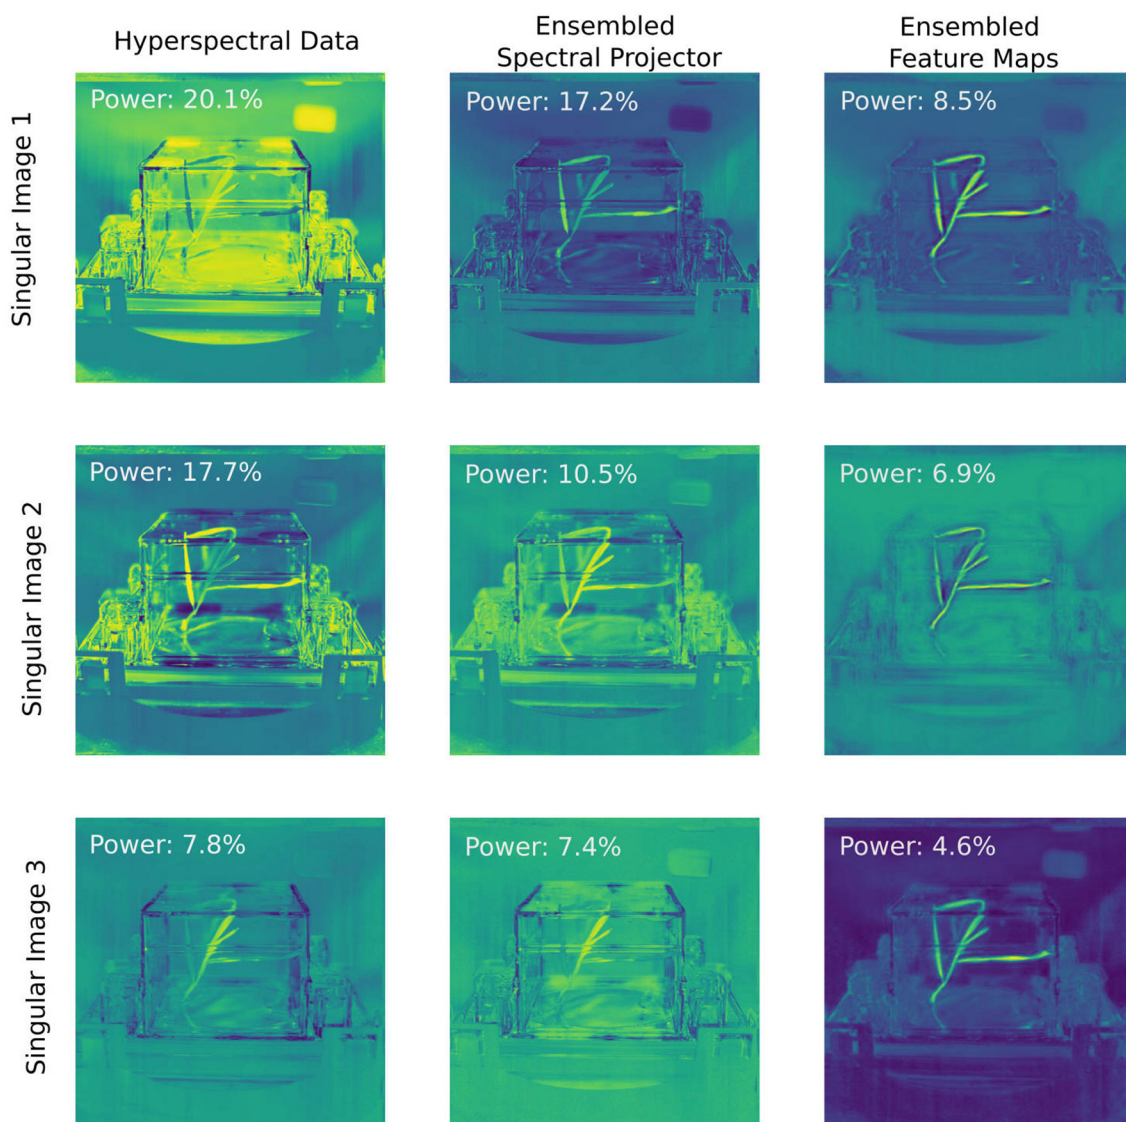 Hyperspectral Data
Ensembled
Spectral Projector
Ensembled
Feature Maps
Singular Image 1
Power: 20.1%
Power: 17.2%
Power: 8.5%
Singular Image 2
Power: 17.7%
Power: 10.5%
Power: 6.9%
Singular Image 3
Power: 7.8%
Power: 7.4%
Power: 4.6%